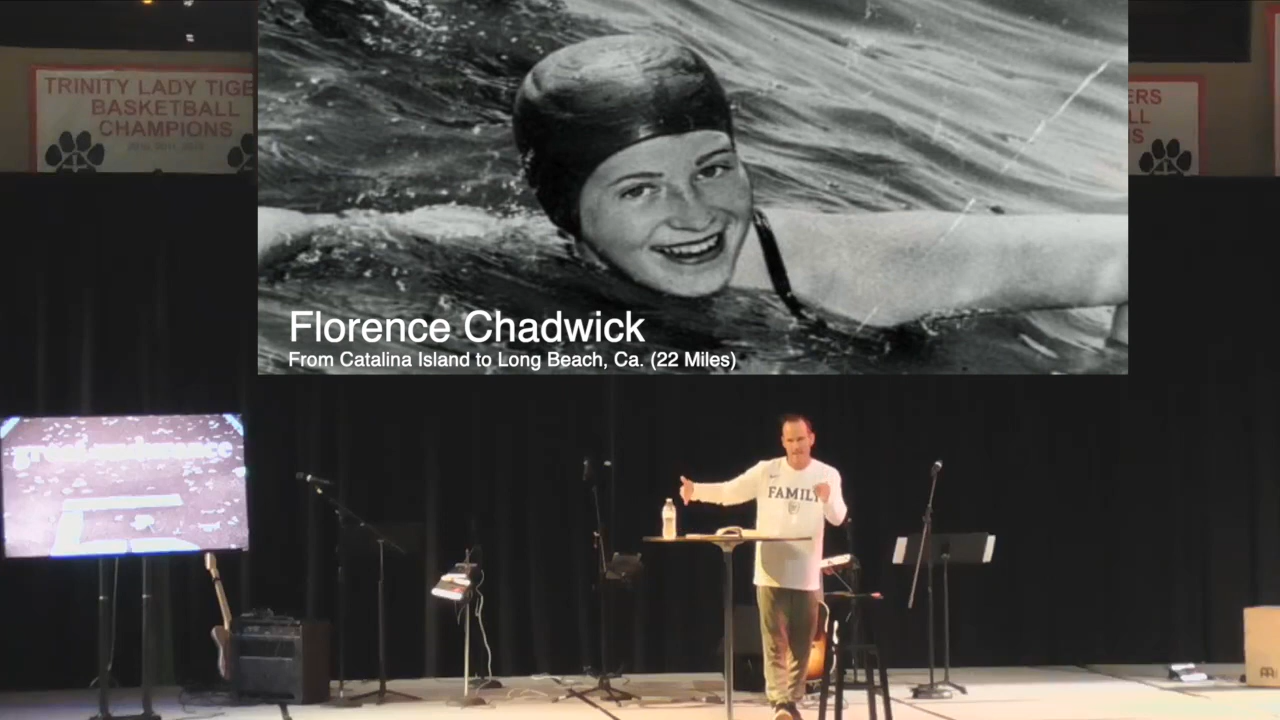 TRINITY LADY TIGE
BASKETBALL
CHAMPIONS
ERS
LL
S
Florence Chadwick
From Catalina Island to Long Beach, Ca. (22 Miles)
FAMILY